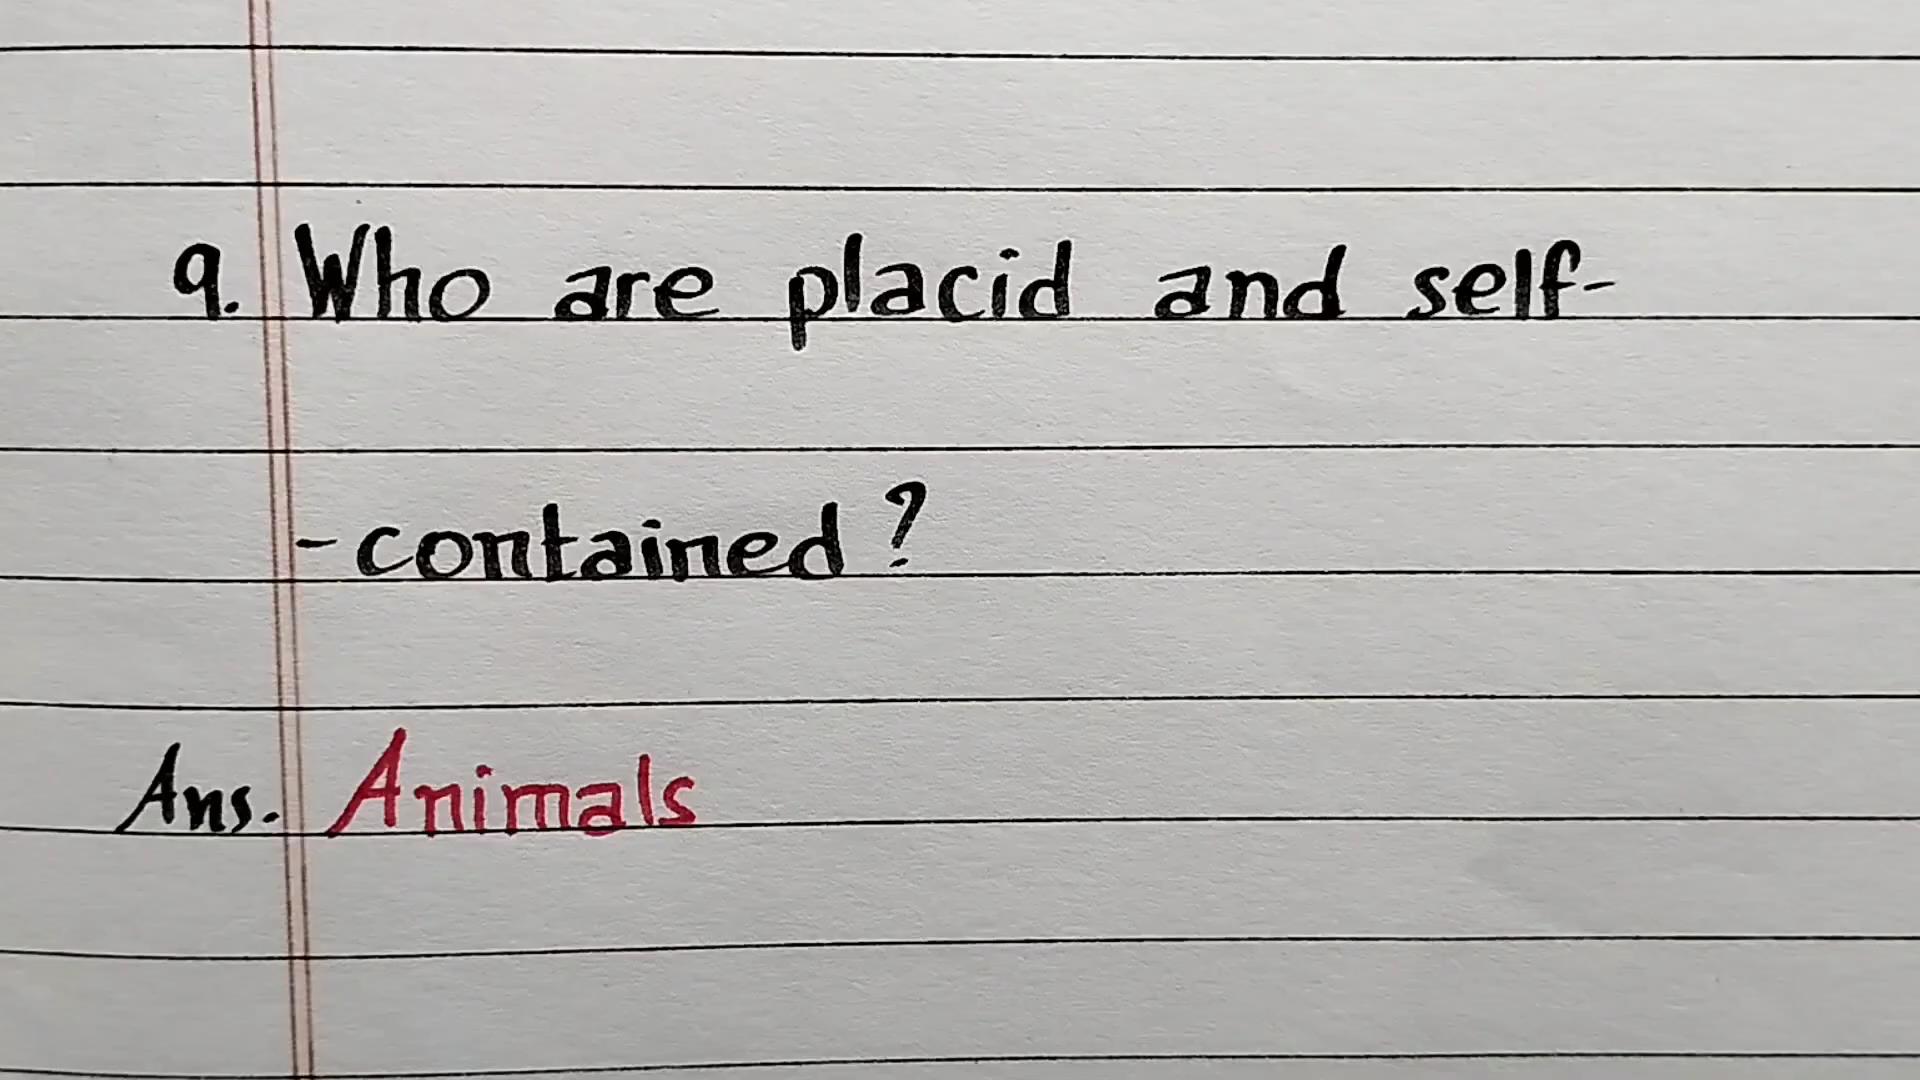 9. Who are placid and self-
-contained ?
Ans. Animals